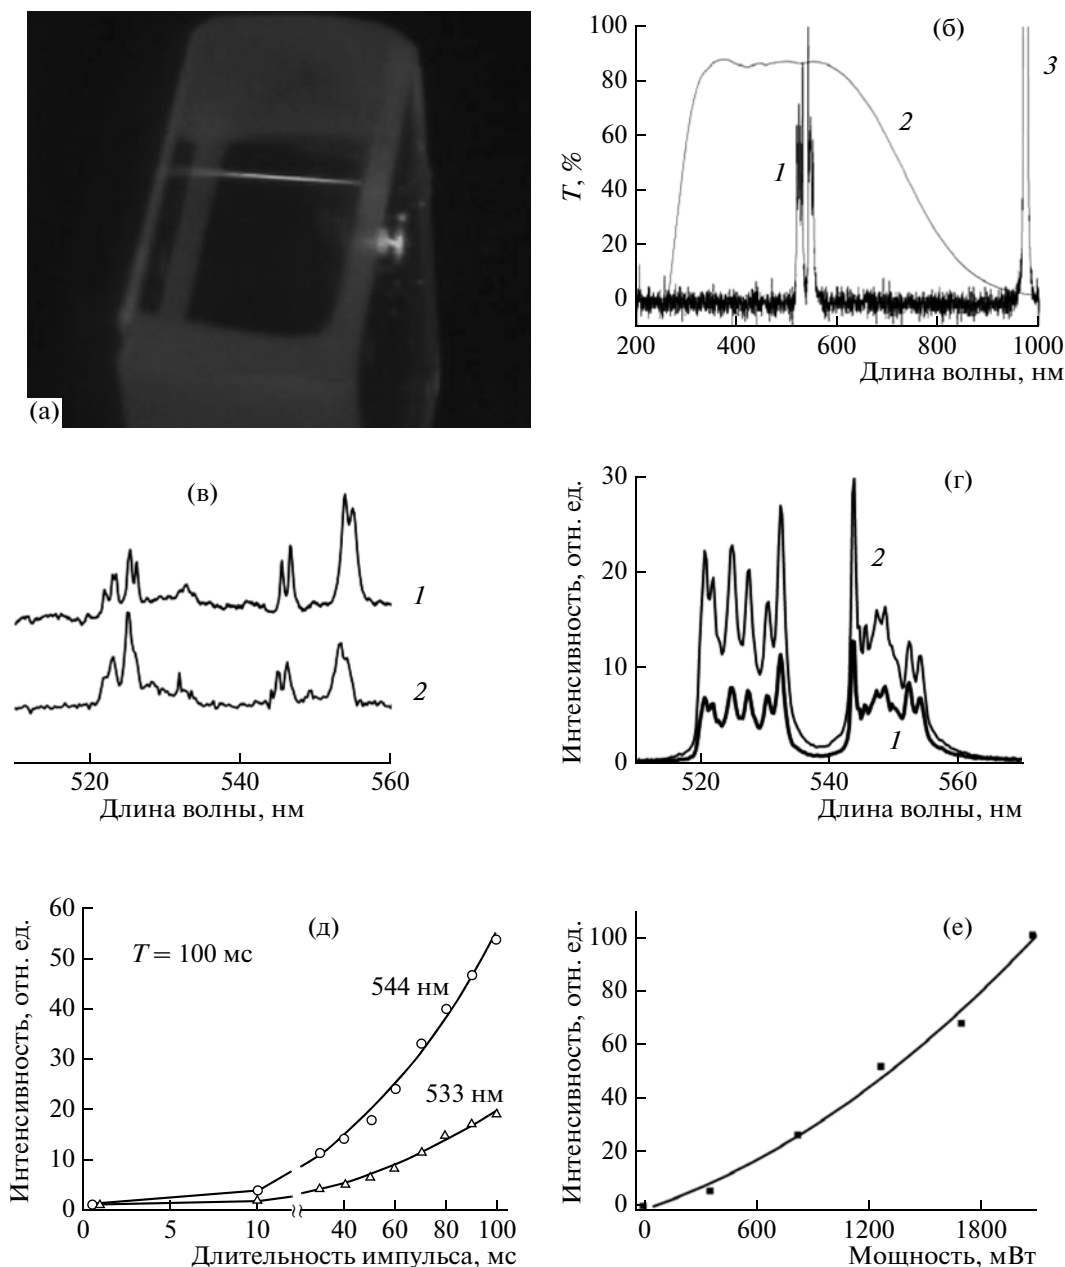 (а)
(б)
T, %
100
80
60
40
20
0
1
2
3
200 400 600 800 1000
Длина волны, нм
(в)
1
2
520 540 560
Длина волны, нм
(г)
Интенсивность, отн. ед.
30
20
10
0
2
1
520 540 560
Длина волны, нм
(д)
Интенсивность, отн. ед.
60
50
40
30
20
10
0
T = 100 мс
544 нм
533 нм
0 5 10 40 60 80 100
Длительность импульса, мс
(е)
Интенсивность, отн. ед.
100
80
60
40
20
0
0 600 1200 1800
Мощность, мВт